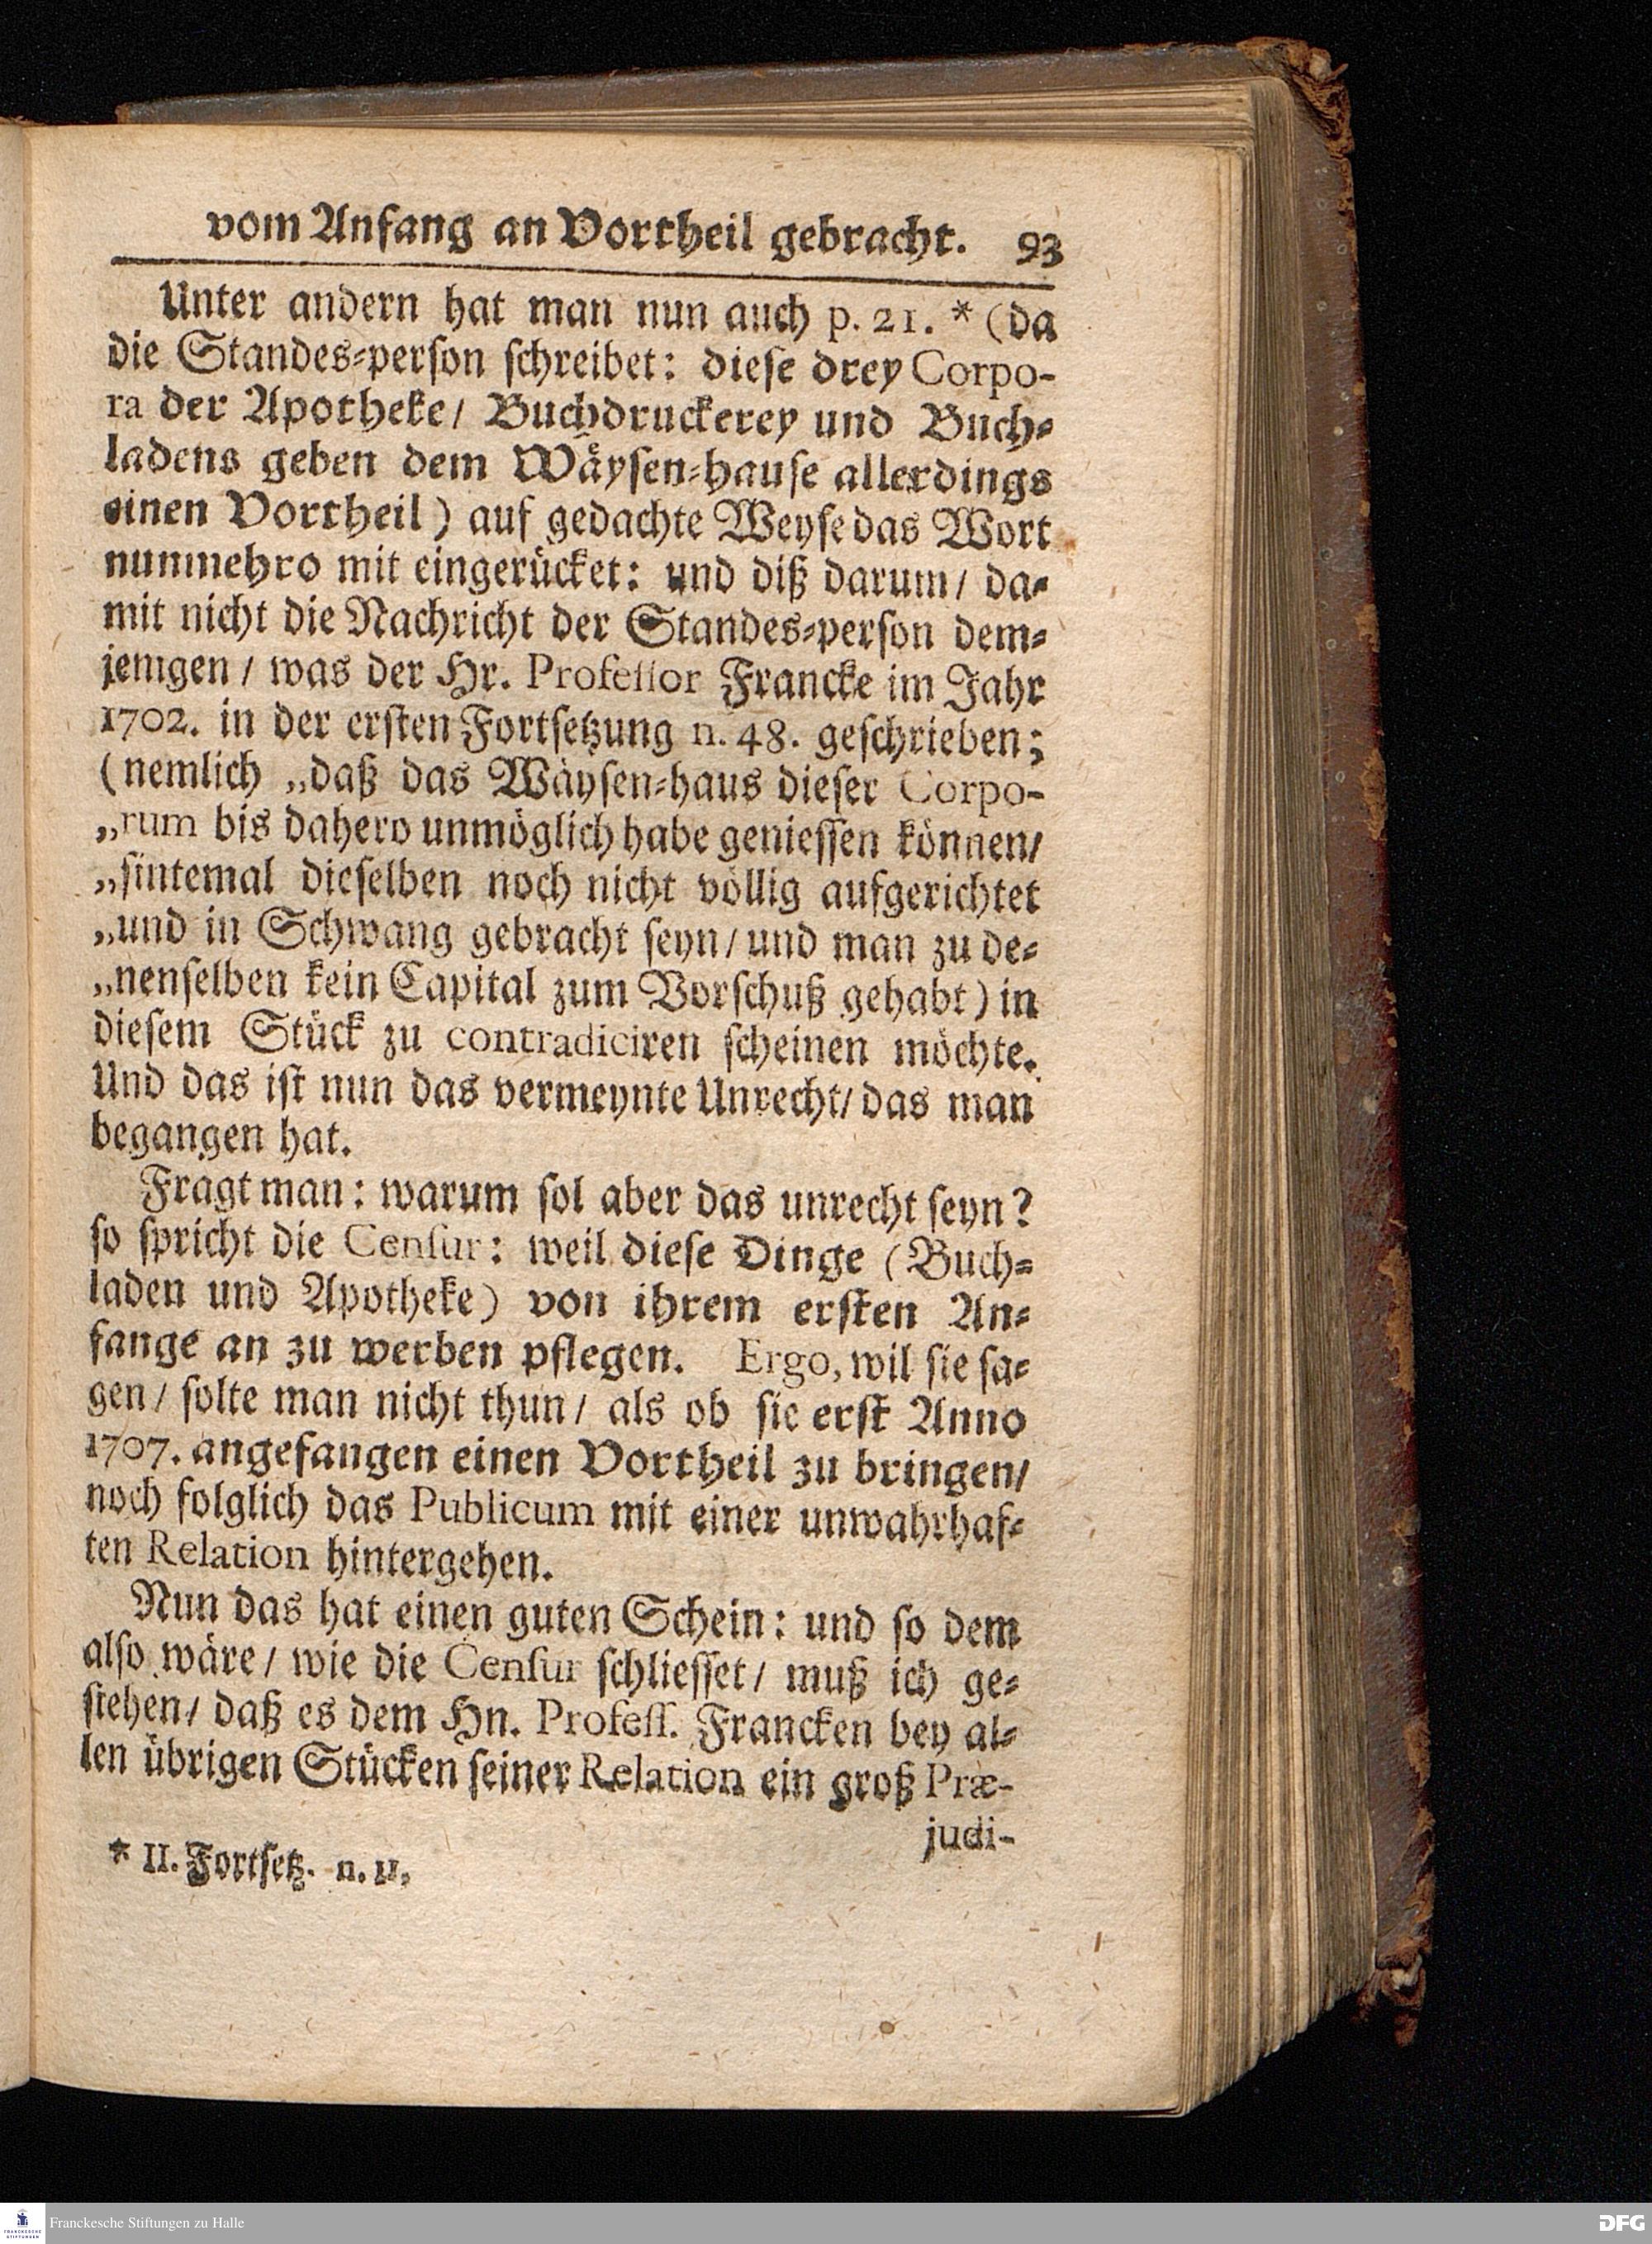 vom Anfang an Vortheil gebracht. 93
Unter andern hat man nun auch p. 21. * (da
die Standes-person schreibet: diese drey Corpo-
ra der Apotheke/ Buchdruckerey und Buch-
ladens geben dem Wäysen-hause allerdings
einen Vortheil) auf gedachte Weyse das Wort
nunmehro mit eingerücket: und diß darum/ da-
mit nicht die Nachricht der Standes-person dem-
jenigen / was der Hr. Professor Francke im Jahr
1702. in der ersten Fortsetzung n. 48. geschrieben;
(nemlich „daß das Wäysen-haus dieser Corpo-
„rum bis dahero unmöglich habe geniessen können/
„sintemal dieselben noch nicht völlig aufgerichtet
„und in Schwang gebracht seyn/ und man zu de-
„nenselben kein Capital zum Vorschuß gehabt) in
diesem Stück zu contradiciren scheinen möchte.
Und das ist nun das vermeynte Unrecht/ das man
begangen hat.
Fragt man: warum sol aber das unrecht seyn?
so spricht die Censur: weil diese Dinge (Buch-
laden und Apotheke) von ihrem ersten An-
fange an zu werben pflegen. Ergo, wil sie sa-
gen/ solte man nicht thun/ als ob sie erst Anno
1707. angefangen einen Vortheil zu bringen/
noch folglich das Publicum mit einer unwahrhaf-
ten Relation hintergehen.
Nun das hat einen guten Schein: und so dem
also wäre/ wie die Censur schliesset/ muß ich ge-
stehen/ daß es dem Hn. Profess. Francken bey al-
len übrigen Stücken seiner Relation ein groß Præ-
judi-
* II. Fortsetz. n. 11.
Franckesche Stiftungen zu Halle
DFG